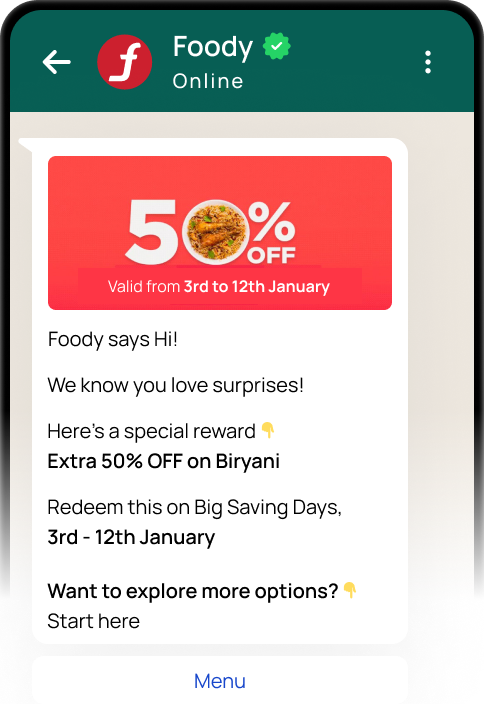 Foody
Online
50% OFF
Valid from 3rd to 12th January
Foody says Hi!
We know you love surprises!
Here's a special reward 👇
Extra 50% OFF on Biryani
Redeem this on Big Saving Days,
3rd - 12th January
Want to explore more options? 👇
Start here
Menu